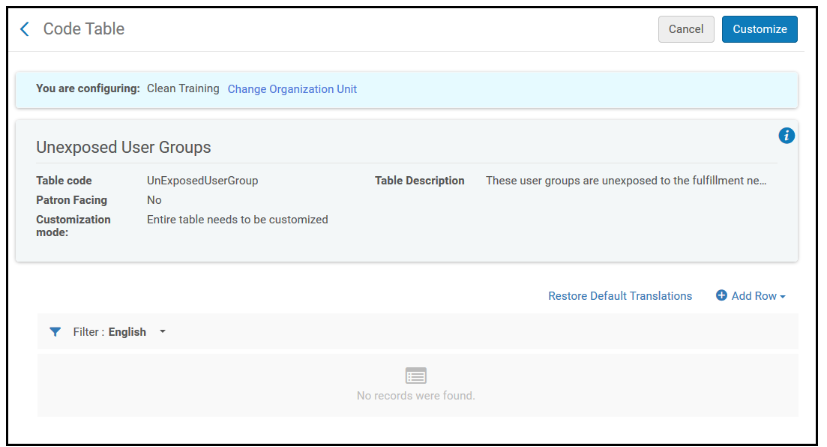 Code Table
Cancel
Customize
You are configuring: Clean Training Change Organization Unit
Unexposed User Groups
Table code UnExposedUserGroup Table Description These user groups are unexposed to the fulfillment ne...
Patron Facing No
Customization mode: Entire table needs to be customized
Restore Default Translations Add Row
Filter : English
No records were found.